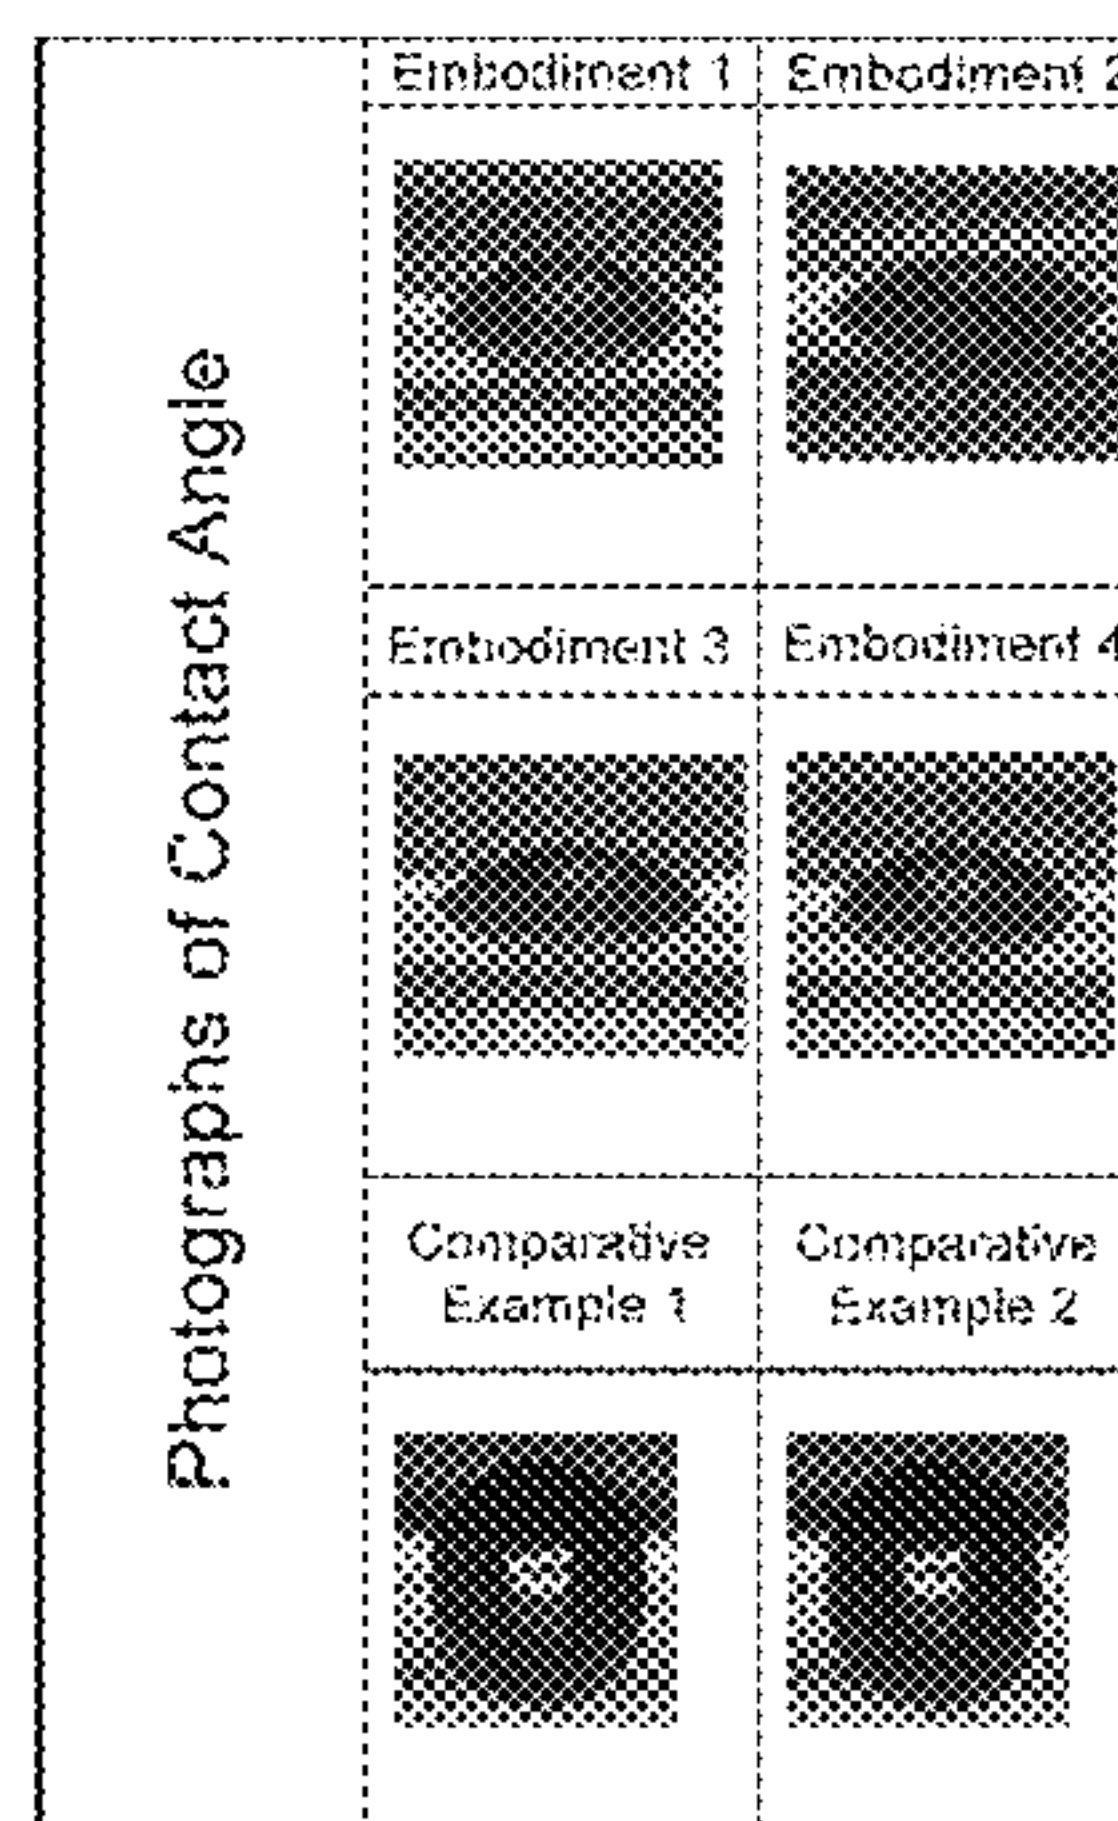 Photographs of Contact Angle
Embodiment 1
Embodiment 2
Embodiment 3
Embodiment 4
Comparative
Example 1
Comparative
Example 2